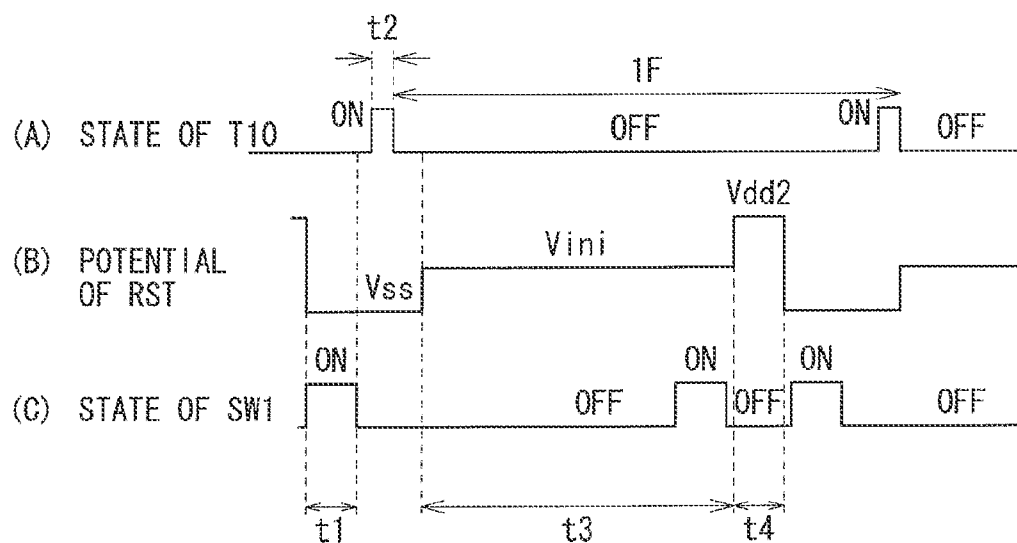 t2
1F
(A) STATE OF T10
ON
OFF
ON
OFF
Vdd2
(B) POTENTIAL
OF RST
Vss
Vini
ON
ON
ON
(C) STATE OF SW1
OFF
OFF
OFF
t1
t3
t4